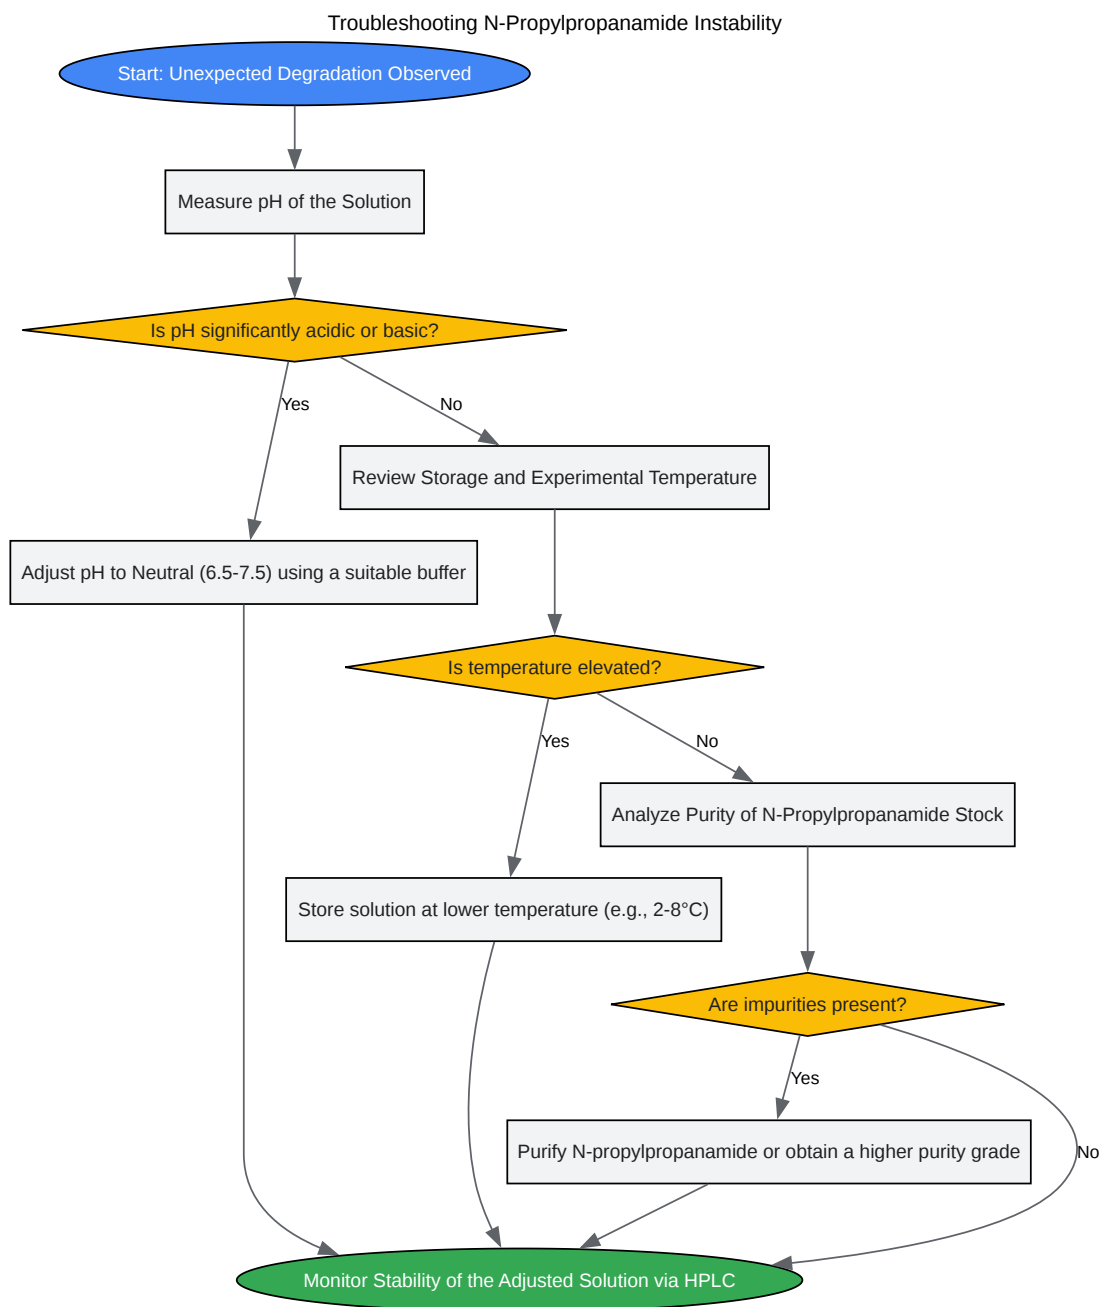 Troubleshooting N-Propylpropanamide Instability
Start: Unexpected Degradation Observed
Measure pH of the Solution
Is pH significantly acidic or basic?
Yes
No
Review Storage and Experimental Temperature
Adjust pH to Neutral (6.5-7.5) using a suitable buffer
Is temperature elevated?
Yes
No
Analyze Purity of N-Propylpropanamide Stock
Store solution at lower temperature (e.g., 2-8°C)
Are impurities present?
Yes
Purify N-propylpropanamide or obtain a higher purity grade
No
Monitor Stability of the Adjusted Solution via HPLC